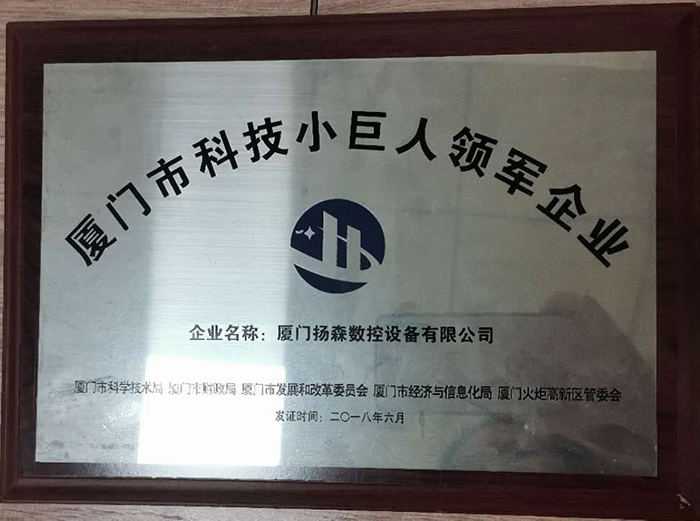 厦门市科技小巨人领军企业
企业名称：厦门扬森数控设备有限公司
厦门市科学技术局 厦门市财政局 厦门市发展和改革委员会 厦门市经济与信息化局 厦门火炬高新区管委会
发证时间：二〇一八年六月